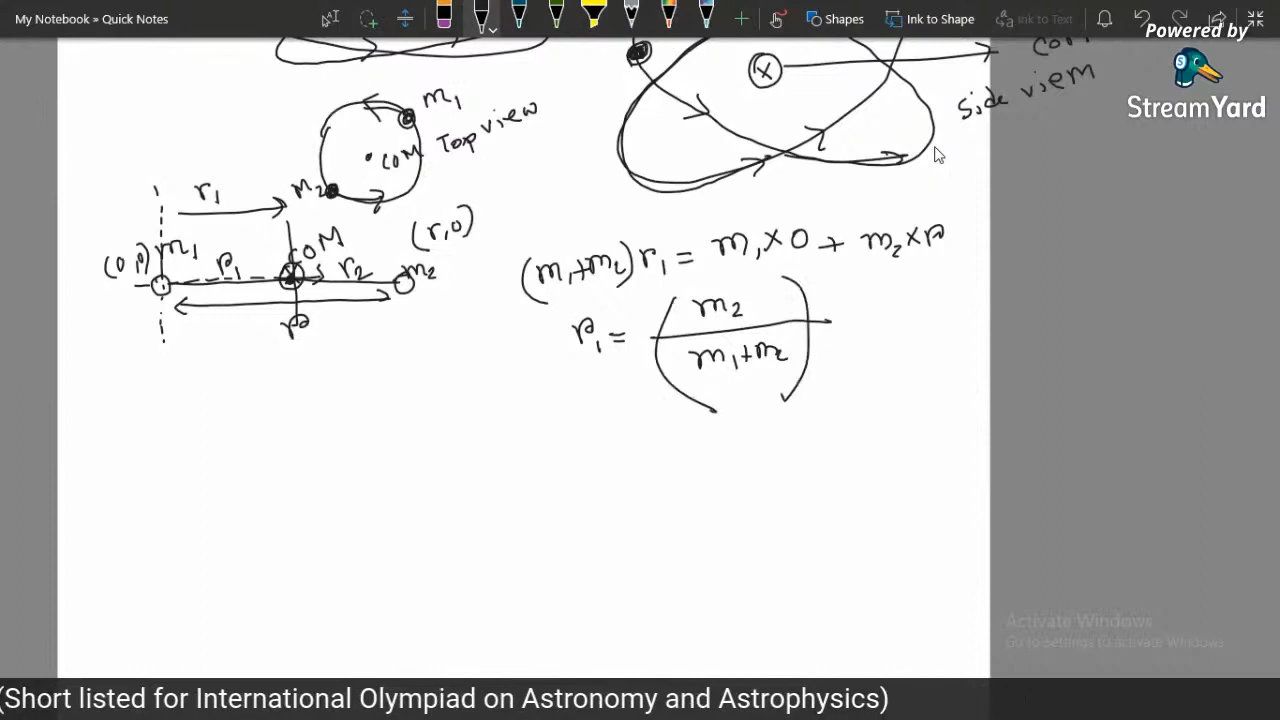 My Notebook » Quick Notes
Shapes
Ink to Shape
Ink to Text
Powered by
StreamYard
com
side view
m1
Top view
com
m2
r1
(0,0)
m1
COM
(r,0)
r1
r2
m2
r
(m1+m2)r1 = m1×0 + m2×r
r1 = (m2
m1+m2)
Activate Windows
Go to Settings to activate Windows.
(Short listed for International Olympiad on Astronomy and Astrophysics)